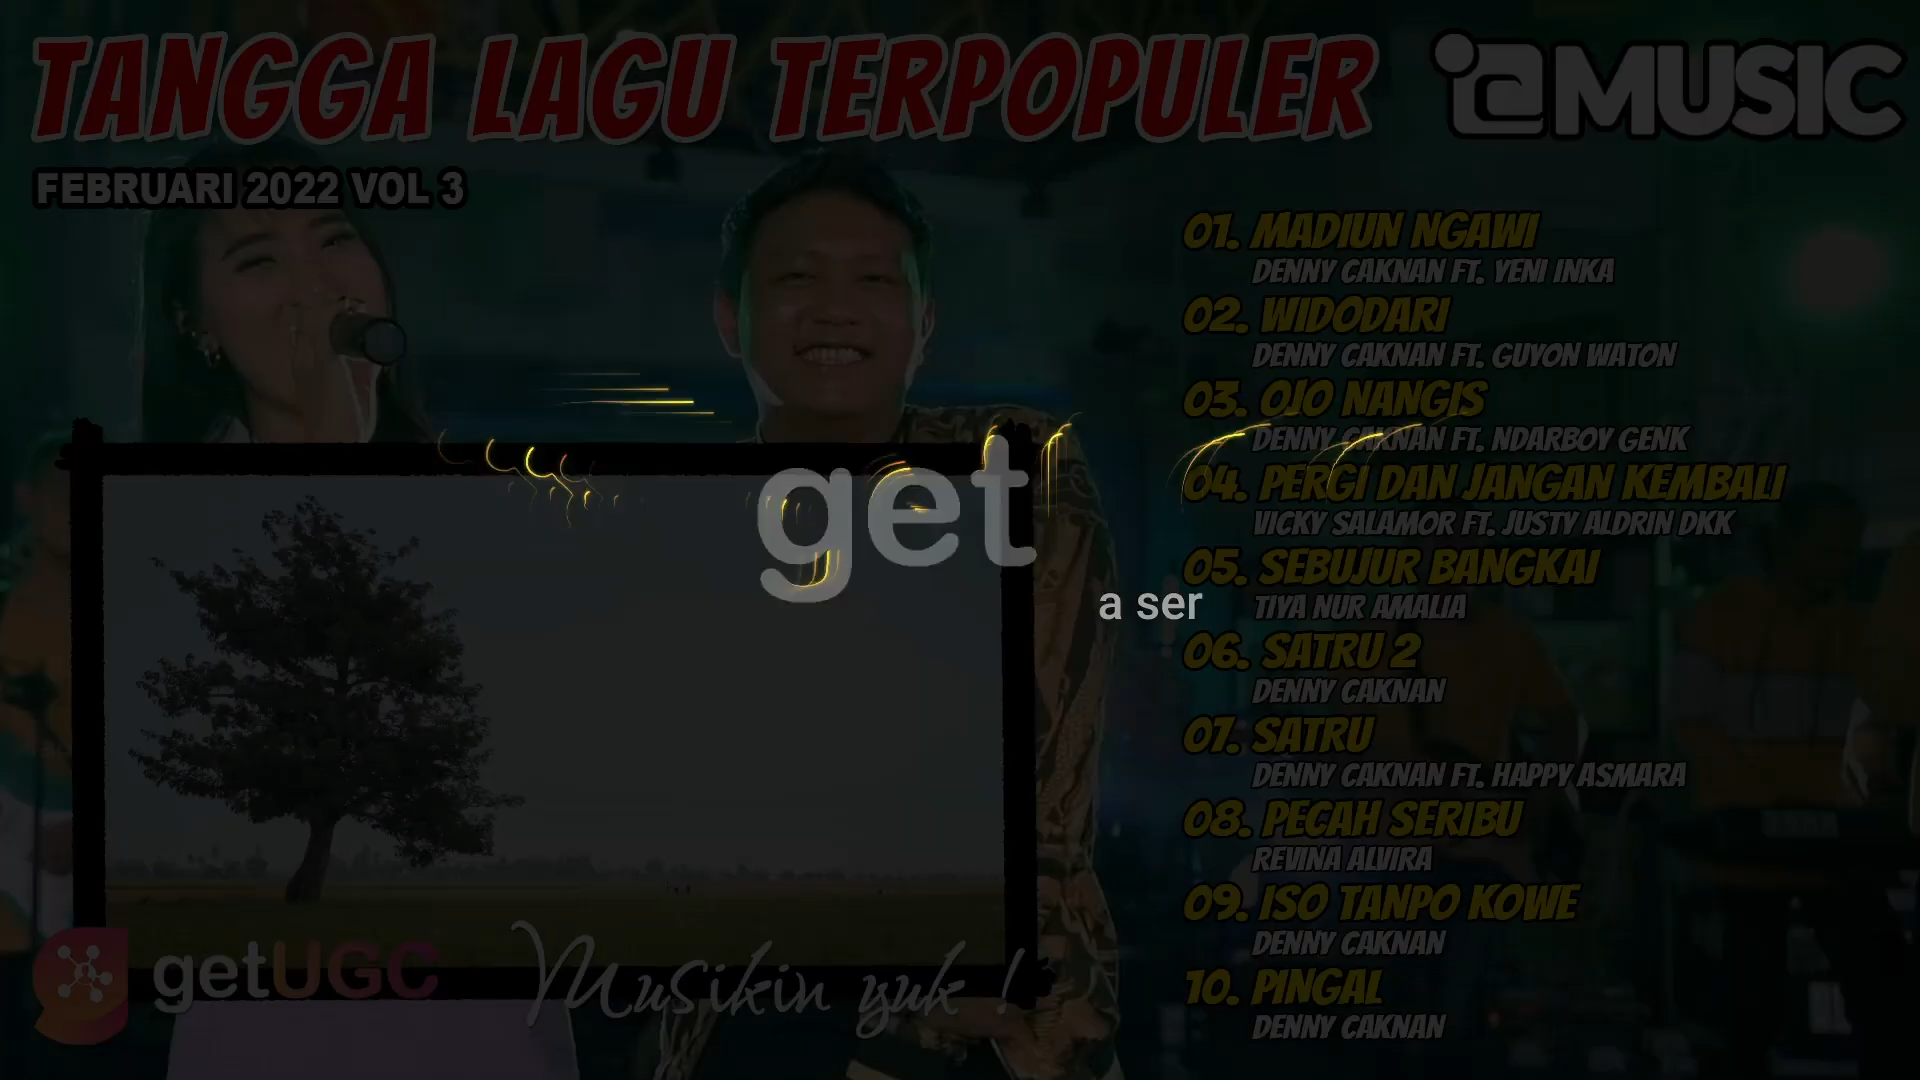 TANGGA LAGU TERPOPULER
@MUSIC
FEBRUARI 2022 VOL 3
01. MADIUN NGAWI
DENNY CAKNAN FT. YENI INKA
02. WIDODARI
DENNY CAKNAN FT. GUYON WATON
03. OJO NANGIS
DENNY CAKNAN FT. NDARBOY GENK
04. PERGI DAN JANGAN KEMBALI
VICKY SALAMOR FT. JUSTY ALDRIN DKK
05. SEBUJUR BANGKAI
TIYA NUR AMALIA
06. SATRU 2
DENNY CAKNAN
07. SATRU
DENNY CAKNAN FT. HAPPY ASMARA
08. PECAH SERIBU
REVINA ALVIRA
09. ISO TANPO KOWE
DENNY CAKNAN
10. PINGAL
DENNY CAKNAN
get
a ser
getUGC
Musikin yuk !